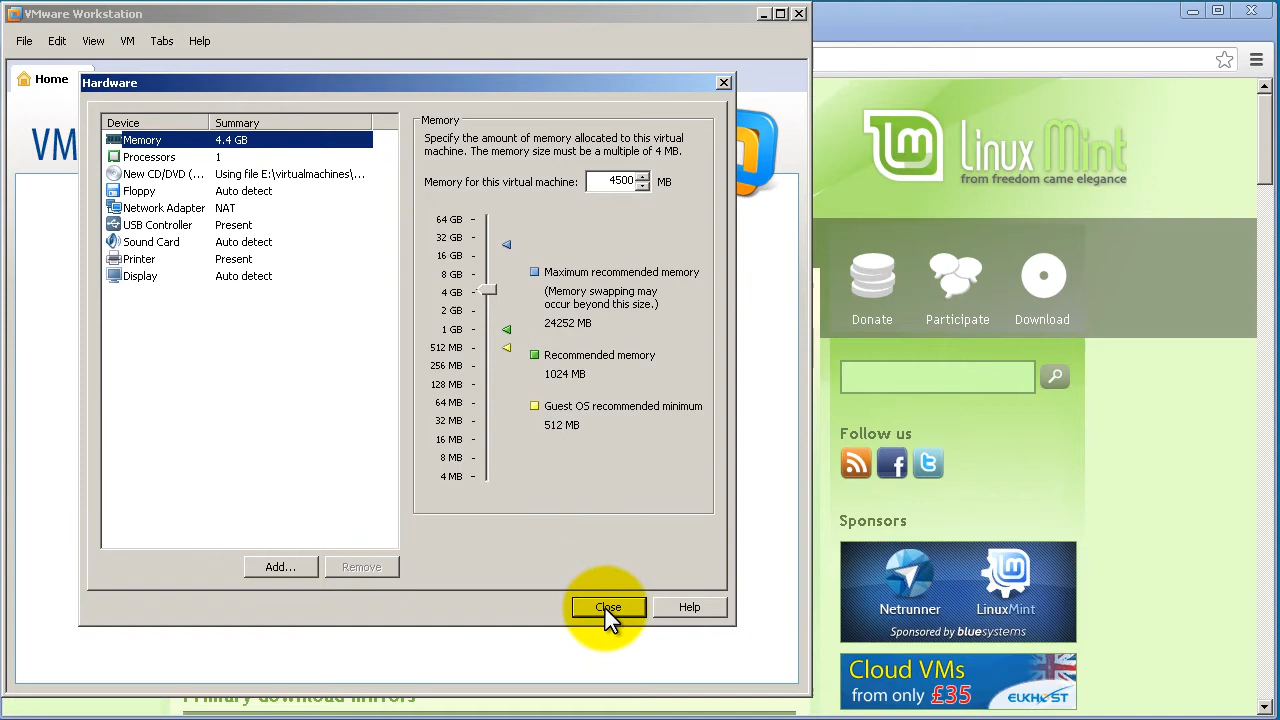 VMware Workstation
File Edit View VM Tabs Help
Home
VM
Hardware
Device Summary
Memory 4.4 GB
Processors 1
New CD/DVD (... Using file E:\virtualmachines\...
Floppy Auto detect
Network Adapter NAT
USB Controller Present
Sound Card Auto detect
Printer Present
Display Auto detect
Add... Remove
Memory
Specify the amount of memory allocated to this virtual
machine. The memory size must be a multiple of 4 MB.
Memory for this virtual machine: 4500 MB
64 GB
32 GB
16 GB
8 GB
4 GB
2 GB
1 GB
512 MB
256 MB
128 MB
64 MB
32 MB
16 MB
8 MB
4 MB
Maximum recommended memory
(Memory swapping may
occur beyond this size.)
24252 MB
Recommended memory
1024 MB
Guest OS recommended minimum
512 MB
Close Help
Linux Mint
from freedom came elegance
Donate Participate Download
Follow us
Sponsors
Netrunner LinuxMint
Sponsored by bluesystems
Cloud VMs
from only £35
EUKHOST
Primary download mirrors